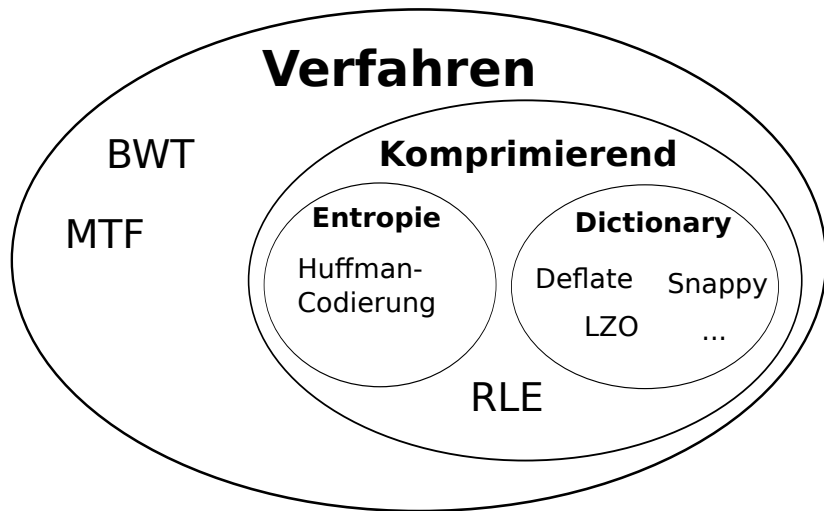 Verfahren
BWT
MTF
Komprimierend
Entropie
Huffman-
Codierung
Dictionary
Deflate
Snappy
LZO
...
RLE